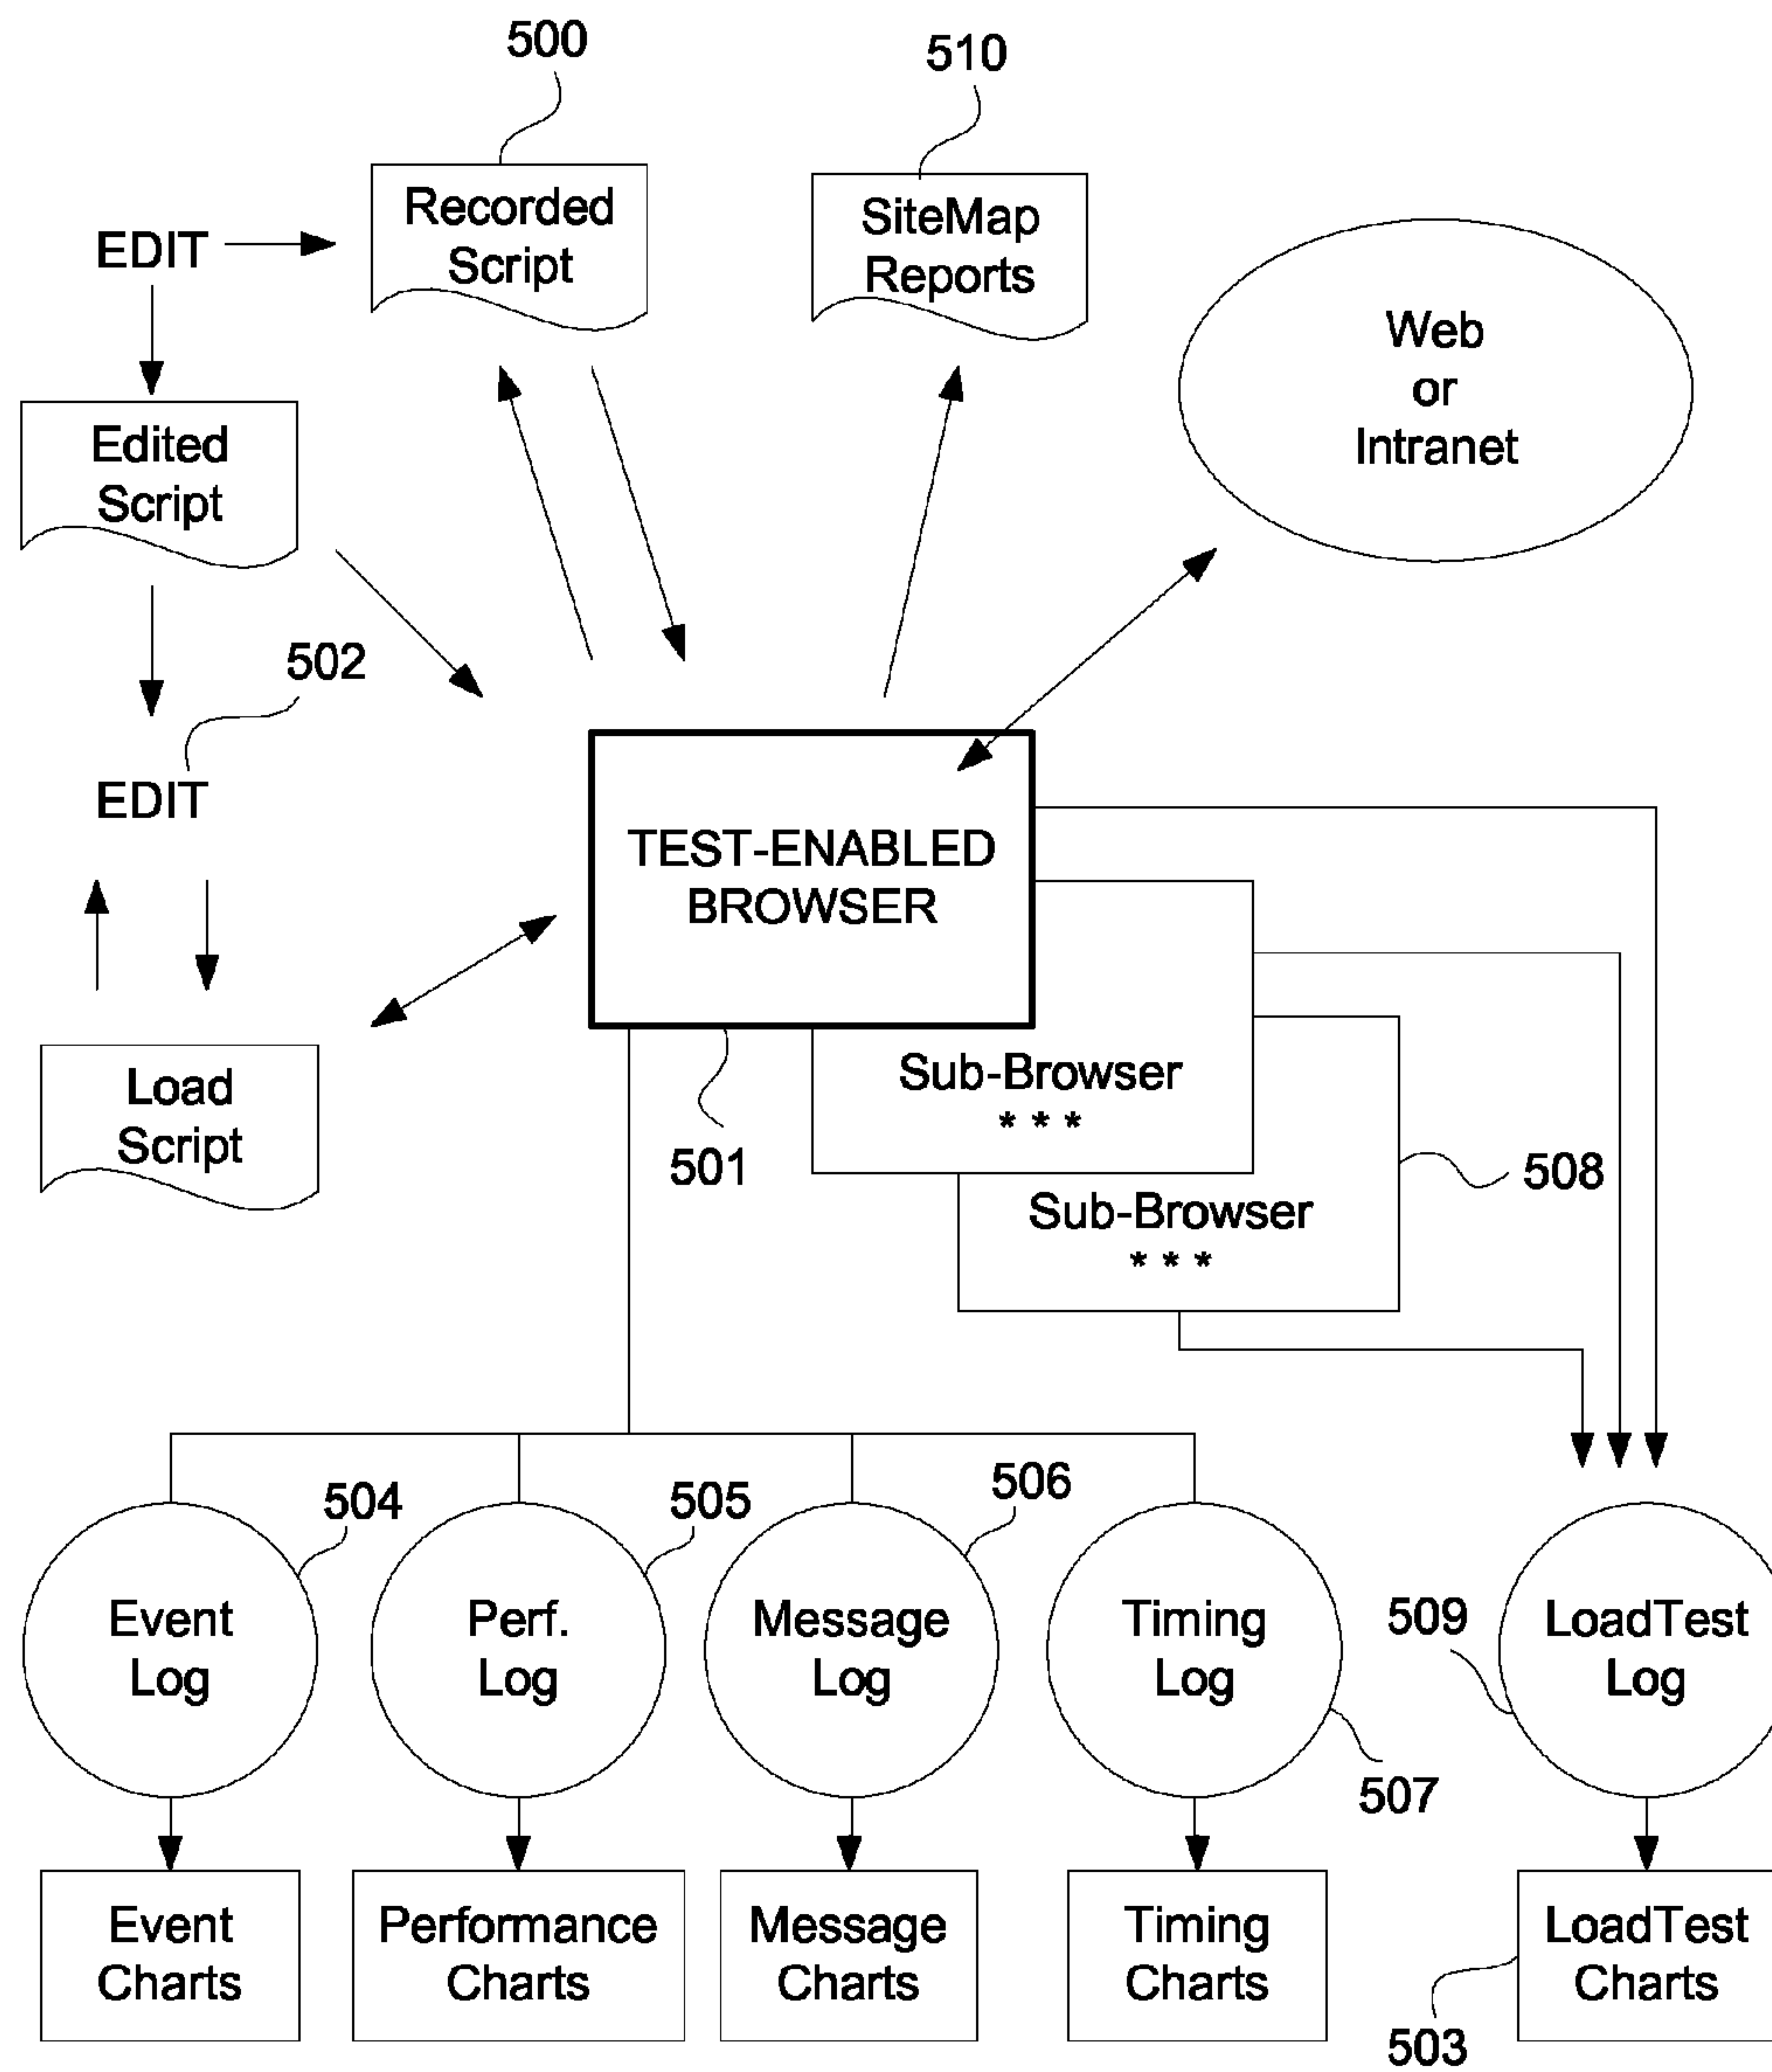 500
510
Recorded
Script
SiteMap
Reports
EDIT
Web
or
Intranet
Edited
Script
502
EDIT
TEST-ENABLED
BROWSER
Load
Script
Sub-Browser
* * *
501
508
Sub-Browser
* * *
504
505
506
Event
Log
Perf.
Log
Message
Log
Timing
Log
509
LoadTest
Log
507
Event
Charts
Performance
Charts
Message
Charts
Timing
Charts
LoadTest
Charts
503